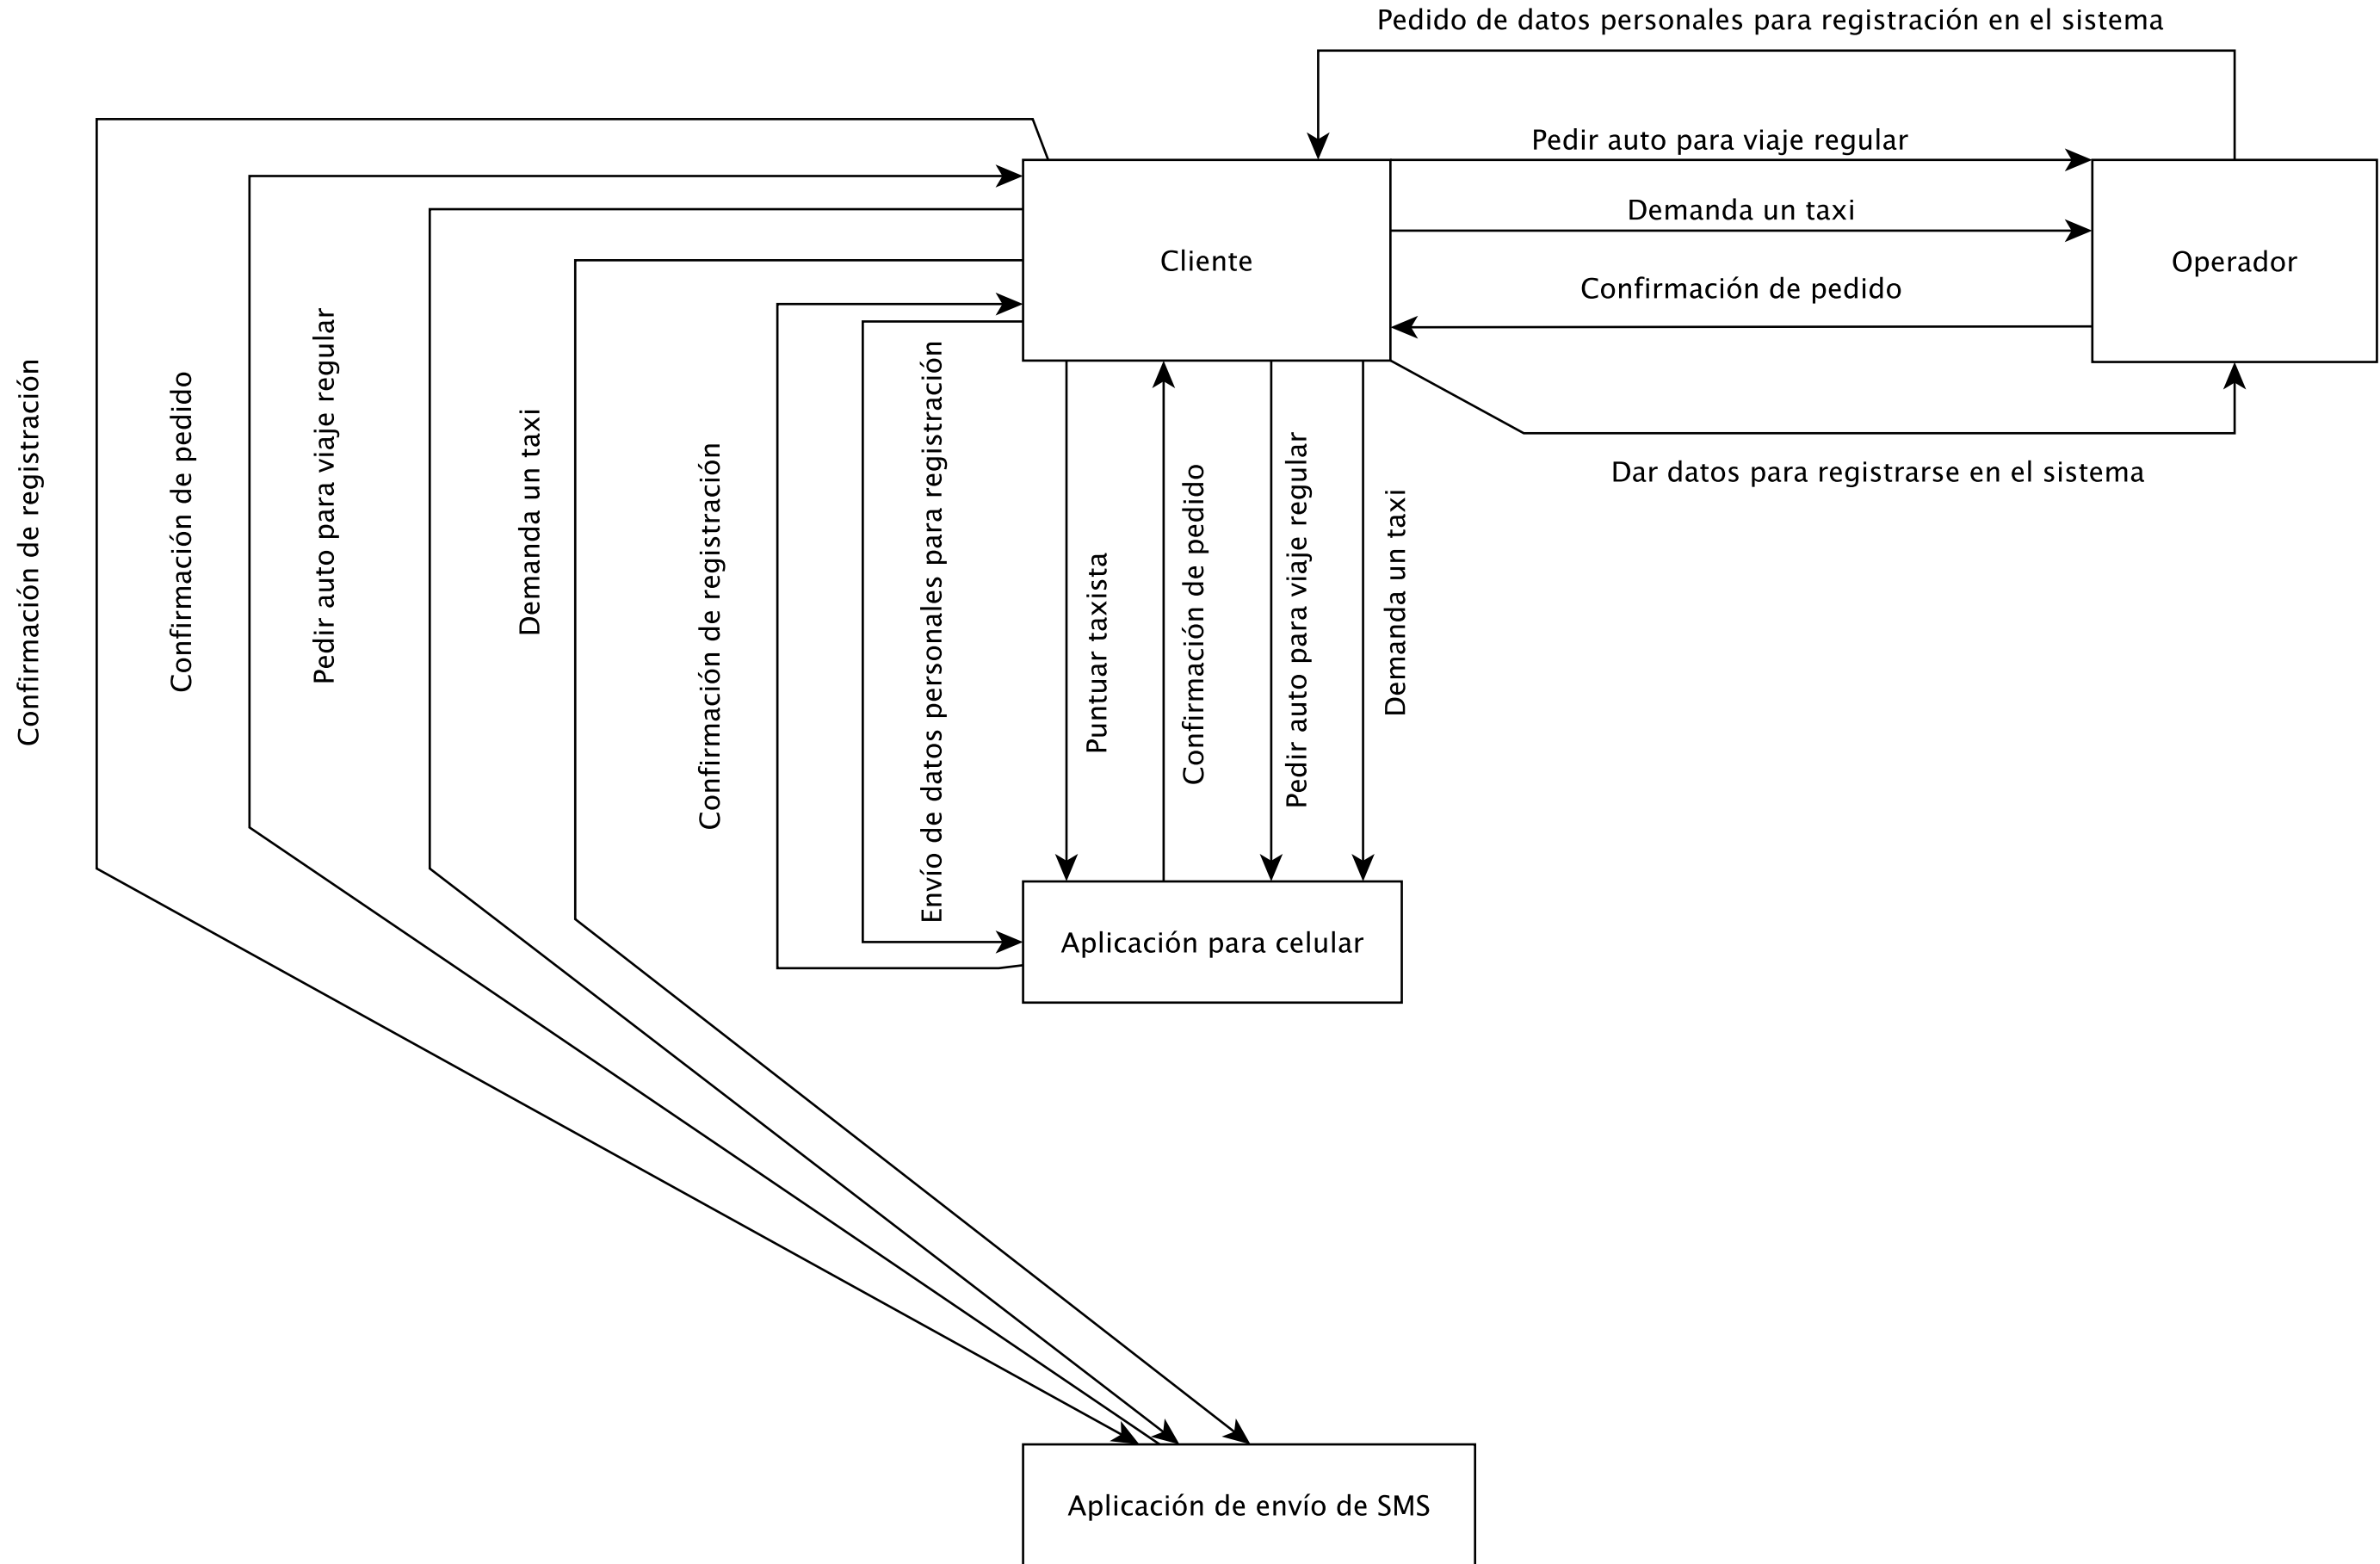 Pedido de datos personales para registración en el sistema
Pedir auto para viaje regular
Demanda un taxi
Cliente
Operador
Confirmación de pedido
Dar datos para registrarse en el sistema
Confirmación de registración
Confirmación de pedido
Pedir auto para viaje regular
Demanda un taxi
Confirmación de registración
Envío de datos personales para registración
Puntuar taxista
Confirmación de pedido
Pedir auto para viaje regular
Demanda un taxi
Aplicación para celular
Aplicación de envío de SMS